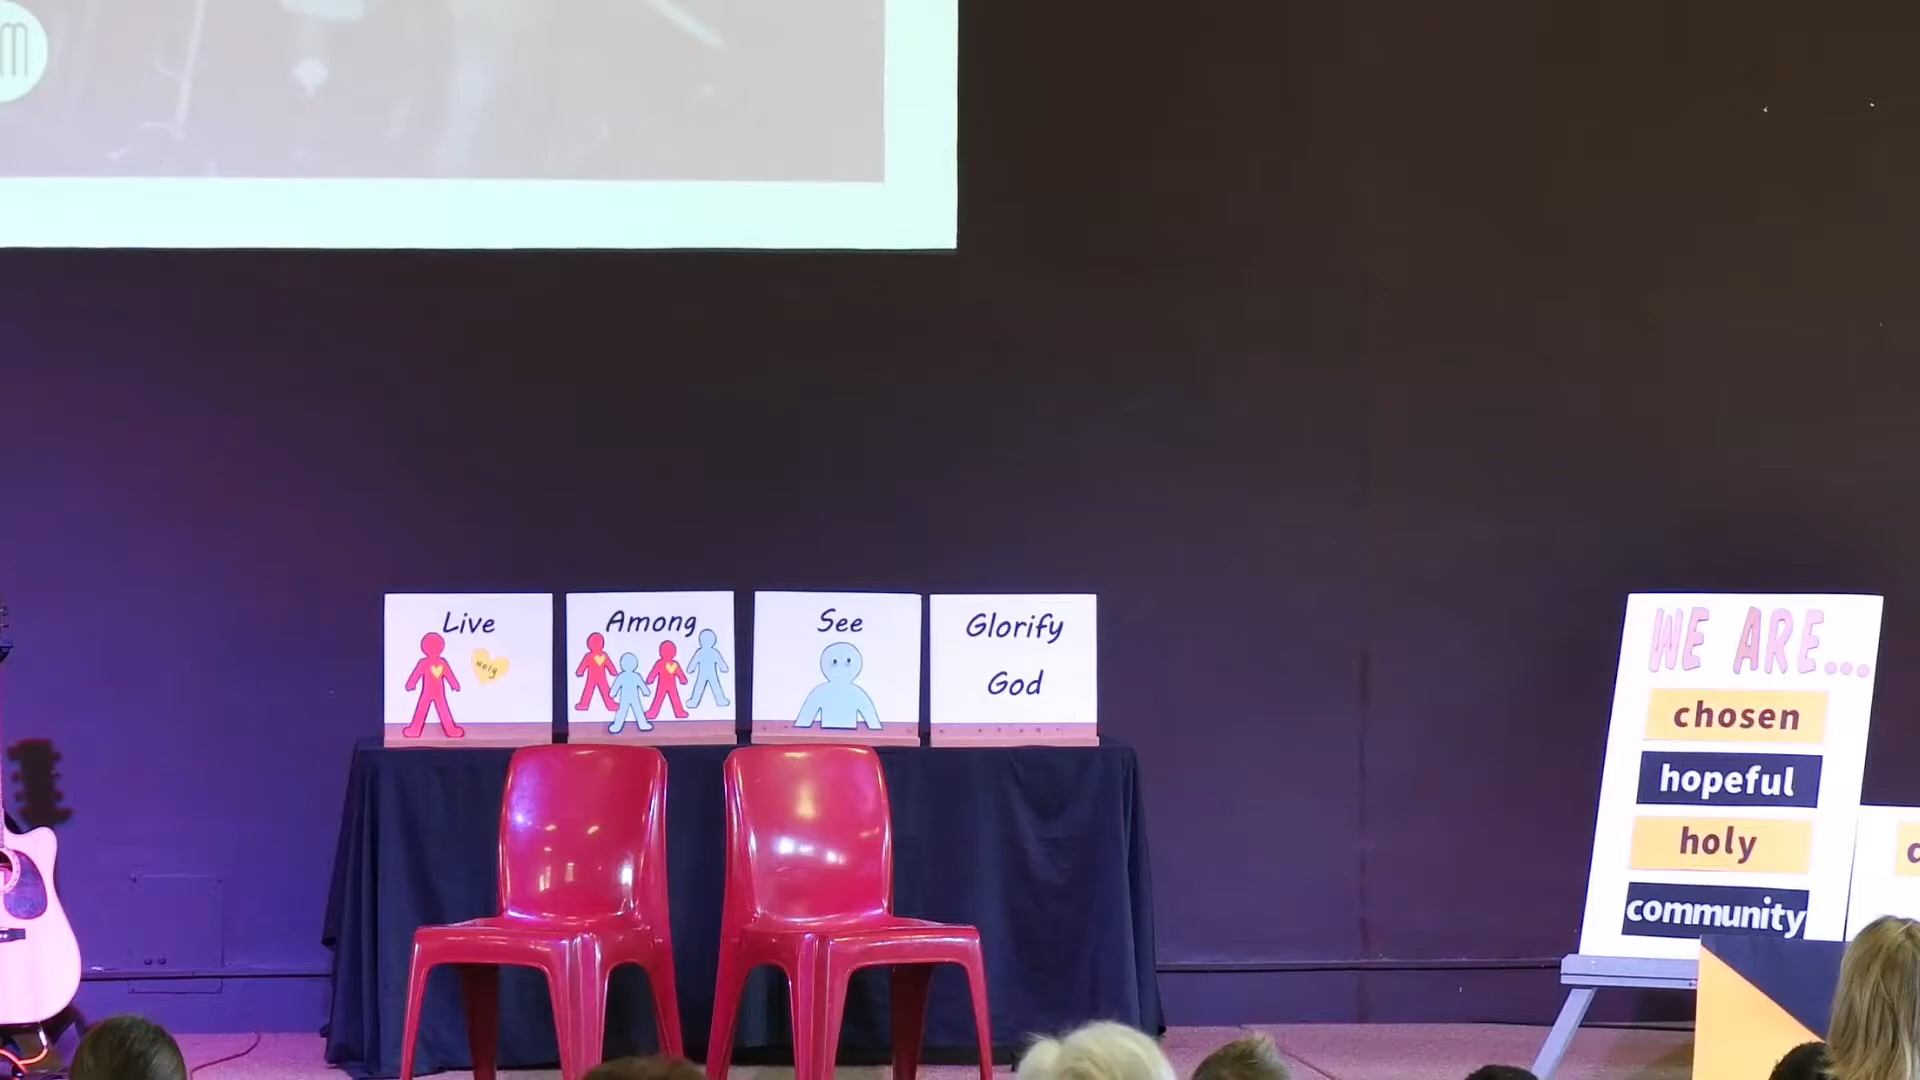 Live
Holy
Among
See
Glorify
God
WE ARE...
chosen
hopeful
holy
community